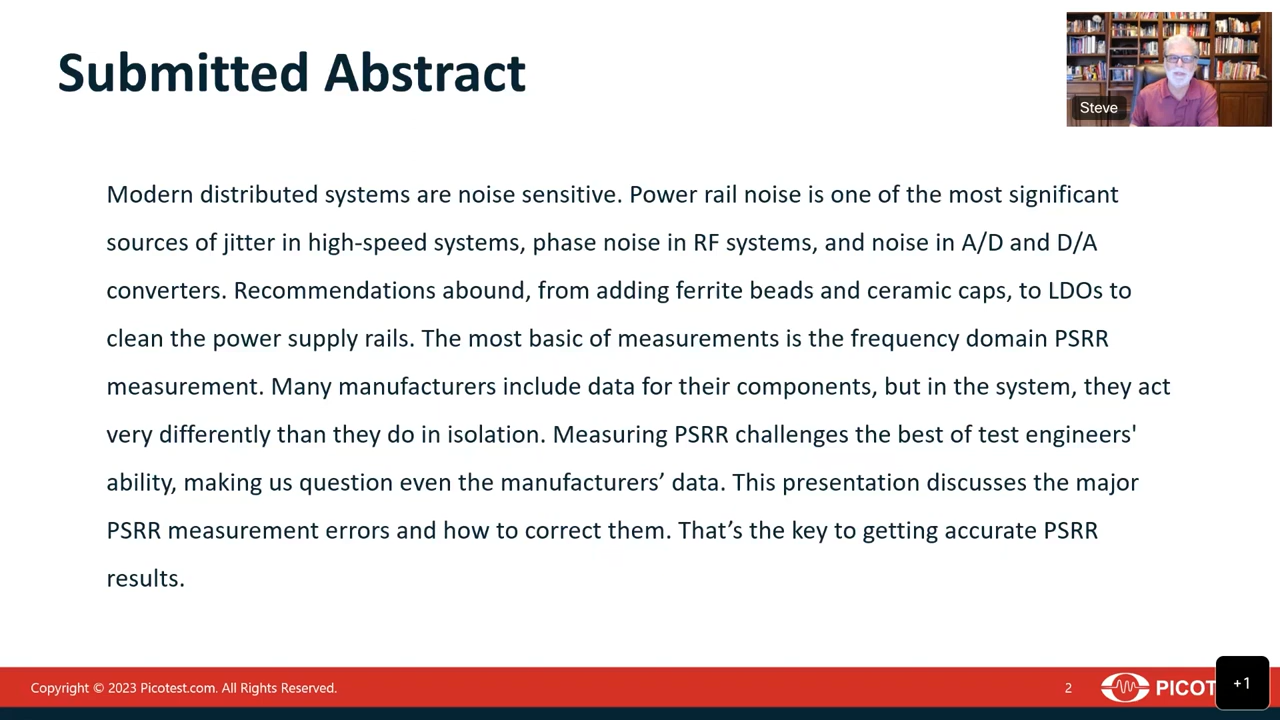 Submitted Abstract
Steve
Modern distributed systems are noise sensitive. Power rail noise is one of the most significant
sources of jitter in high-speed systems, phase noise in RF systems, and noise in A/D and D/A
converters. Recommendations abound, from adding ferrite beads and ceramic caps, to LDOs to
clean the power supply rails. The most basic of measurements is the frequency domain PSRR
measurement. Many manufacturers include data for their components, but in the system, they act
very differently than they do in isolation. Measuring PSRR challenges the best of test engineers'
ability, making us question even the manufacturers’ data. This presentation discusses the major
PSRR measurement errors and how to correct them. That’s the key to getting accurate PSRR
results.
Copyright © 2023 Picotest.com. All Rights Reserved.
2
PICOT
+1